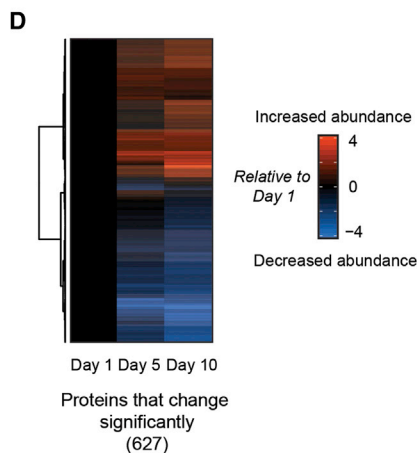 D
Increased abundance
4
Relative to
Day 1
0
−4
Decreased abundance
Day 1 Day 5 Day 10
Proteins that change
significantly
(627)